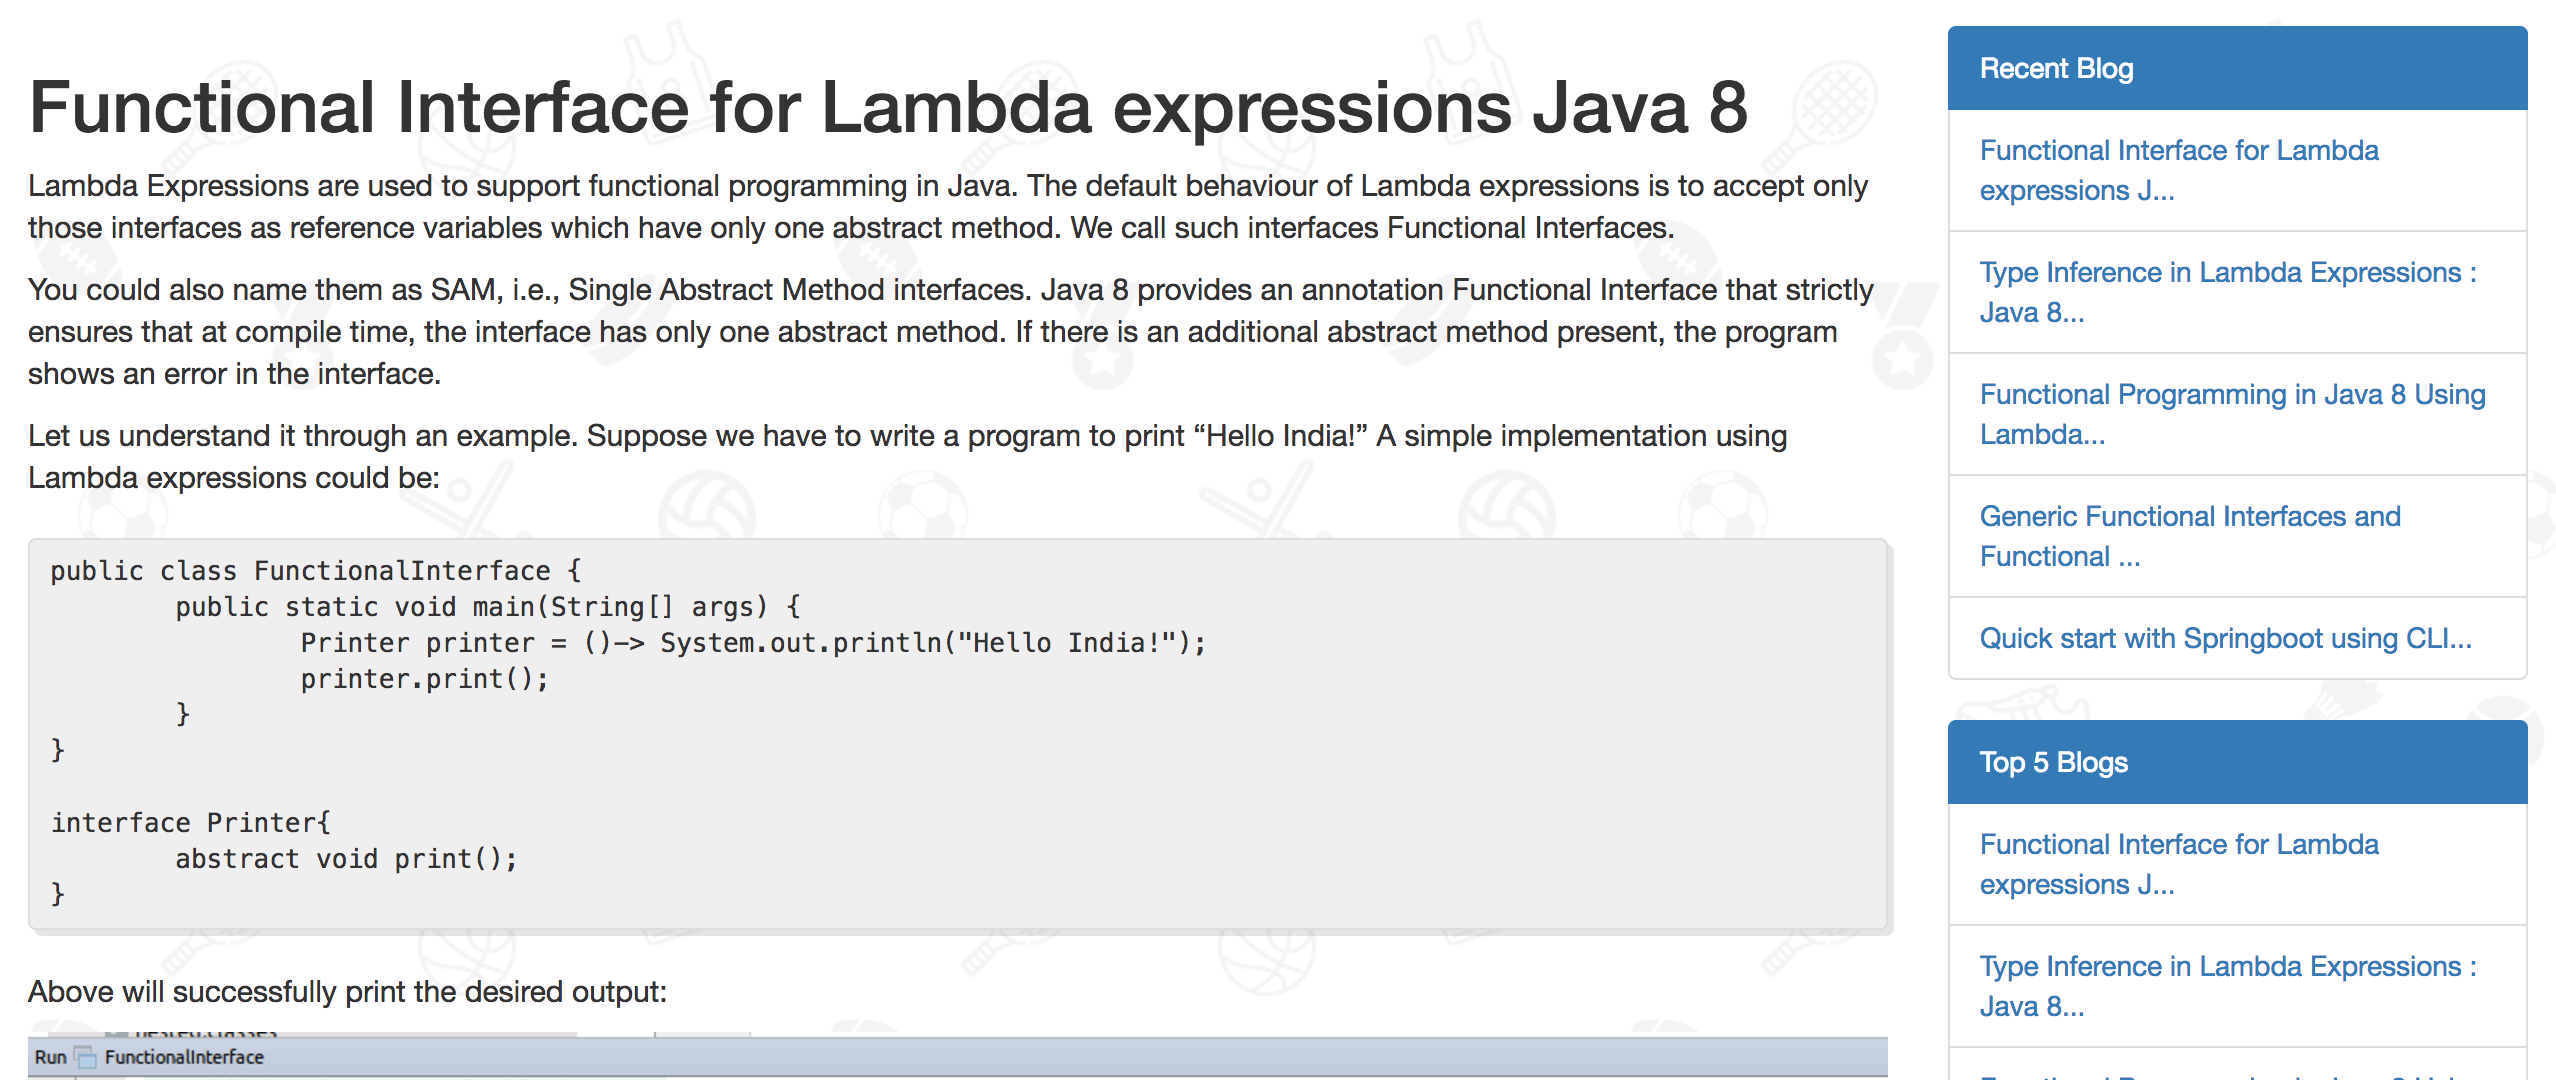 Functional Interface for Lambda expressions Java 8
Lambda Expressions are used to support functional programming in Java. The default behaviour of Lambda expressions is to accept only
those interfaces as reference variables which have only one abstract method. We call such interfaces Functional Interfaces.
You could also name them as SAM, i.e., Single Abstract Method interfaces. Java 8 provides an annotation Functional Interface that strictly
ensures that at compile time, the interface has only one abstract method. If there is an additional abstract method present, the program
shows an error in the interface.
Let us understand it through an example. Suppose we have to write a program to print “Hello India!” A simple implementation using
Lambda expressions could be:
public class FunctionalInterface {
public static void main(String[] args) {
Printer printer = ()–> System.out.println("Hello India!");
printer.print();
}
}
interface Printer{
abstract void print();
}
Above will successfully print the desired output:
Run FunctionalInterface
Recent Blog
Functional Interface for Lambda
expressions J...
Type Inference in Lambda Expressions :
Java 8...
Functional Programming in Java 8 Using
Lambda...
Generic Functional Interfaces and
Functional ...
Quick start with Springboot using CLI...
Top 5 Blogs
Functional Interface for Lambda
expressions J...
Type Inference in Lambda Expressions :
Java 8...